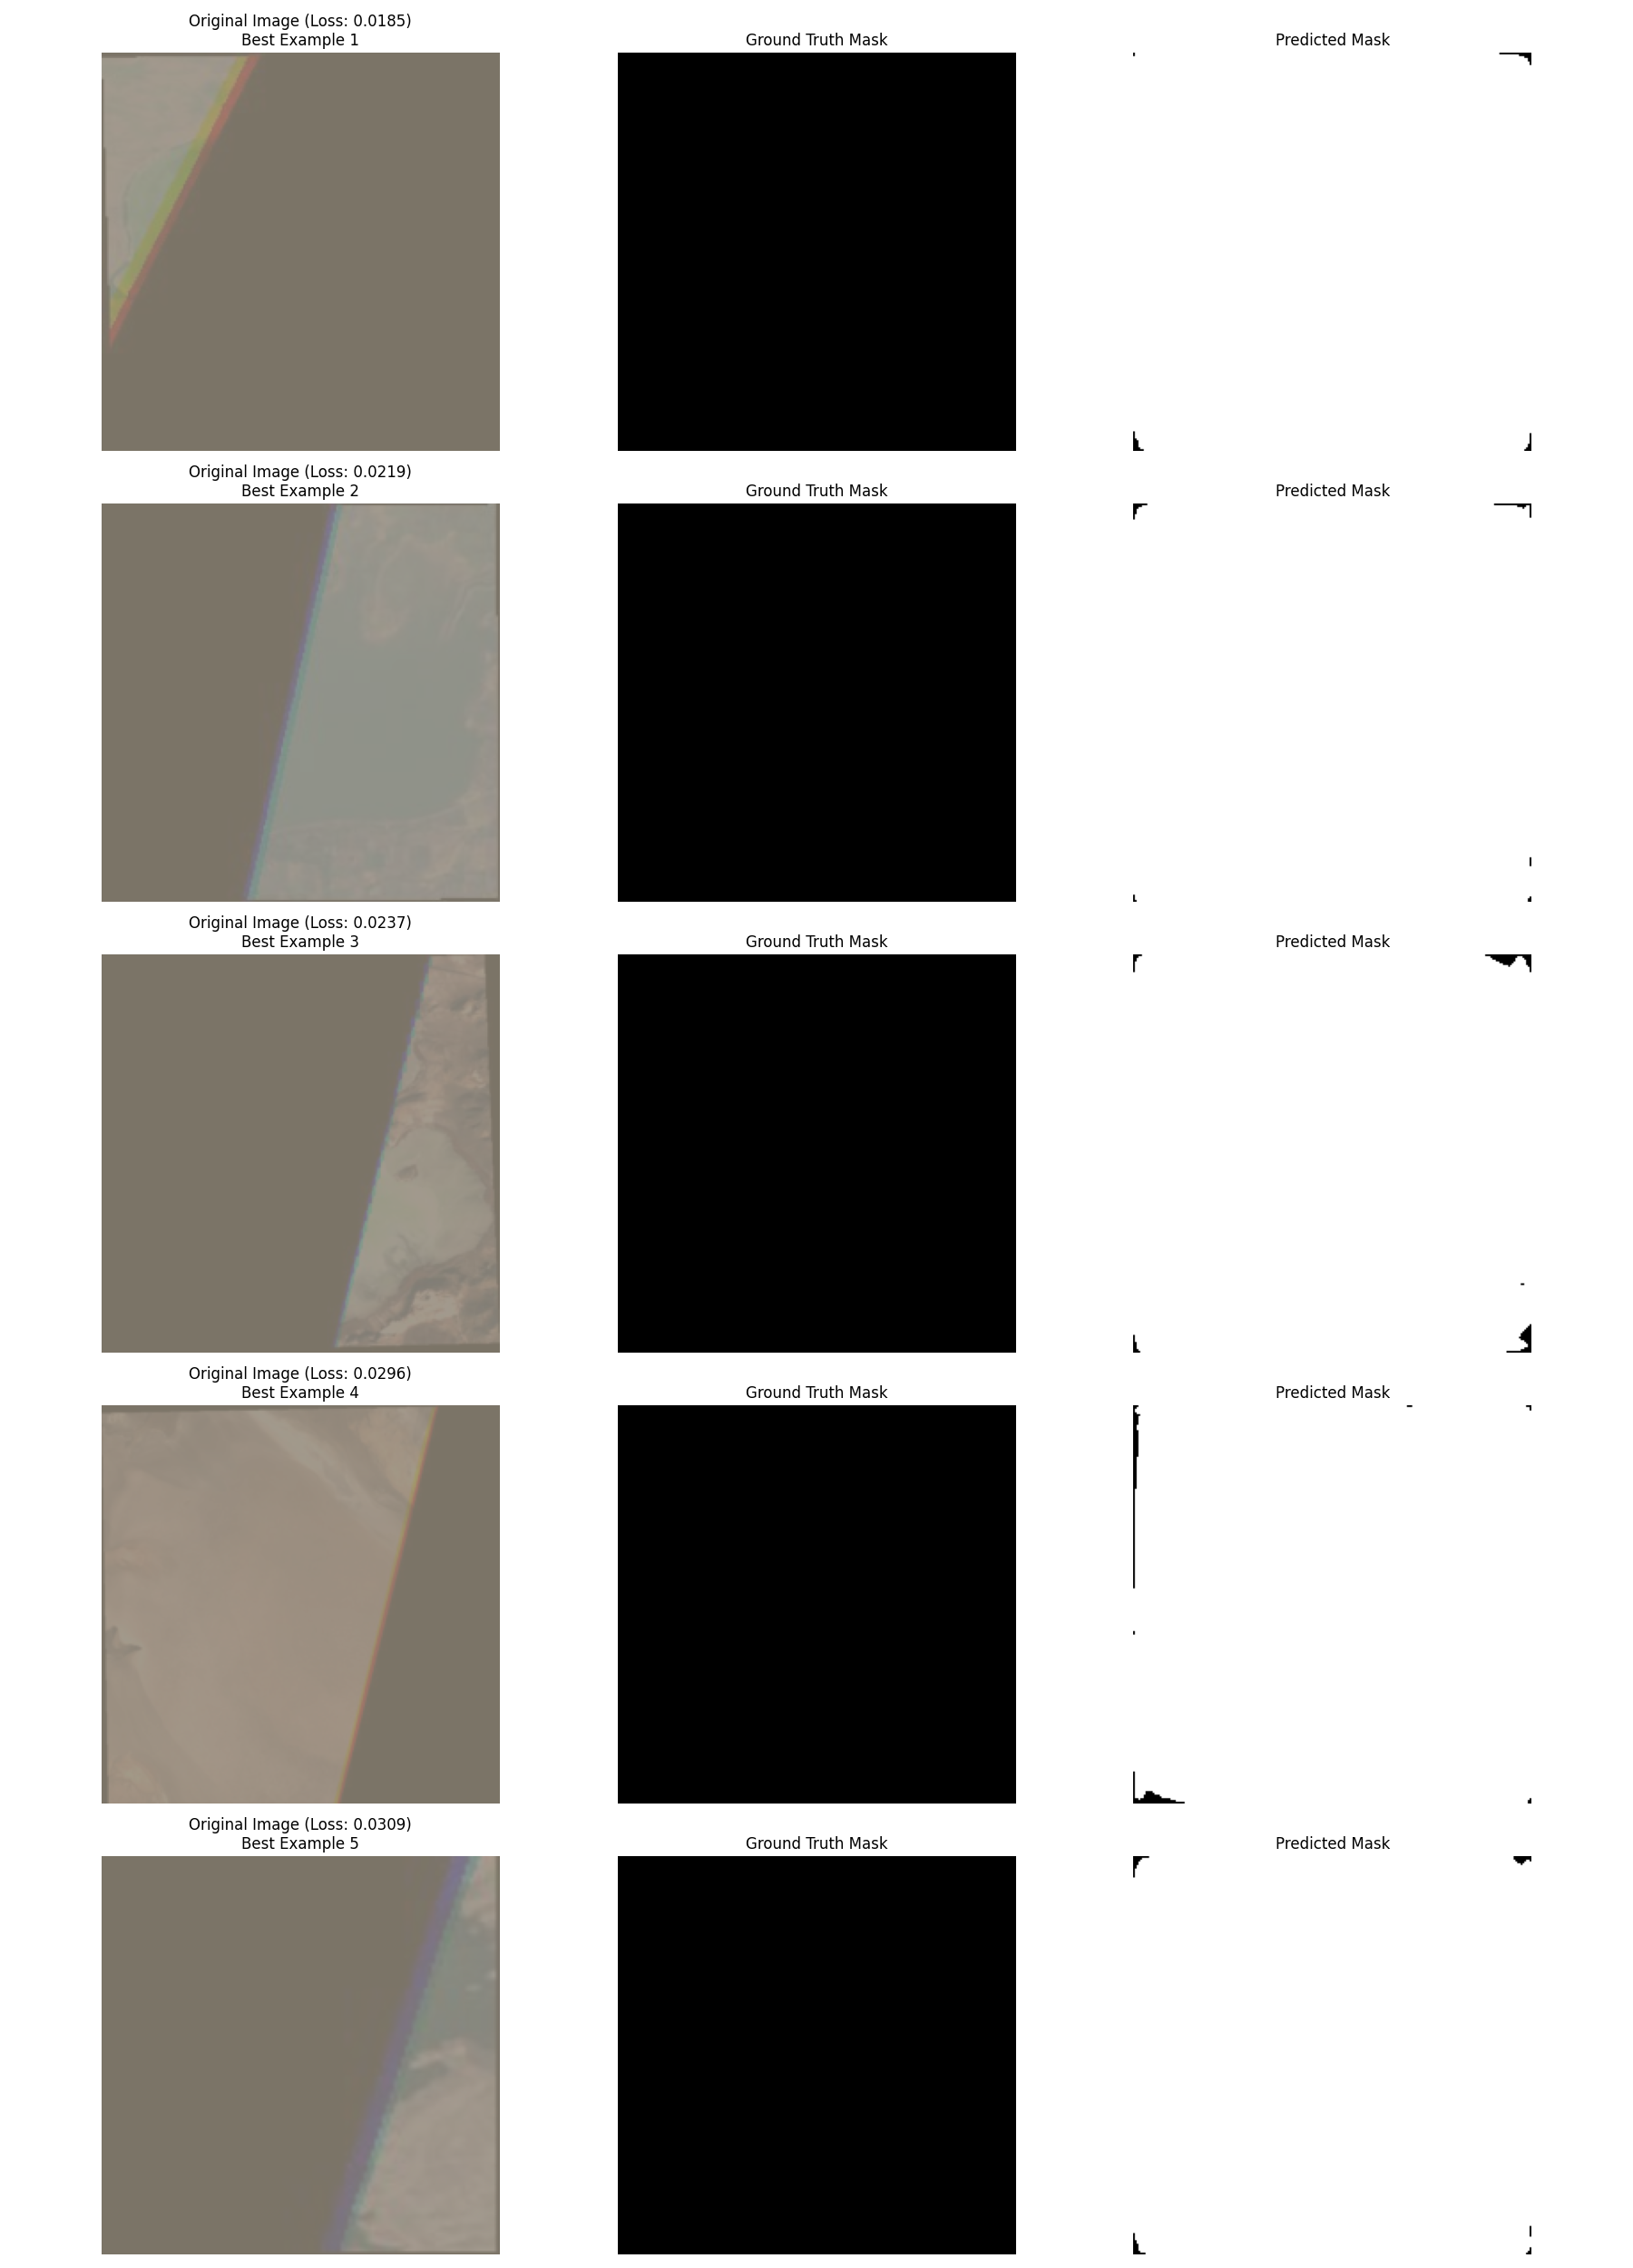 Original Image (Loss: 0.0185)
Best Example 1
Ground Truth Mask
Predicted Mask
Original Image (Loss: 0.0219)
Best Example 2
Ground Truth Mask
Predicted Mask
Original Image (Loss: 0.0237)
Best Example 3
Ground Truth Mask
Predicted Mask
Original Image (Loss: 0.0296)
Best Example 4
Ground Truth Mask
Predicted Mask
Original Image (Loss: 0.0309)
Best Example 5
Ground Truth Mask
Predicted Mask